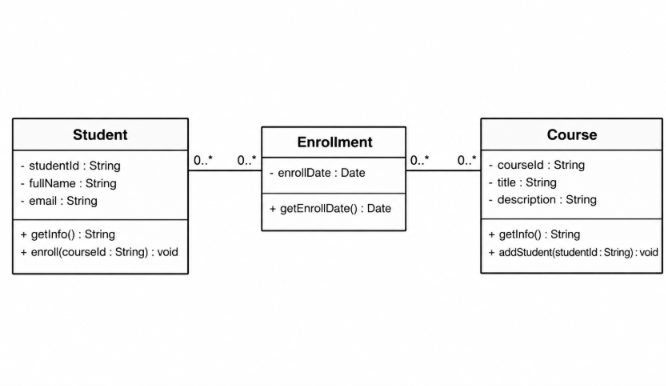 Student
- studentId : String
- fullName : String
- email : String
+ getInfo() : String
+ enroll(courseId : String) : void
0..*
0..*
Enrollment
- enrollDate : Date
+ getEnrollDate() : Date
0..*
0..*
Course
- courseId : String
- title : String
- description : String
+ getInfo() : String
+ addStudent(studentId : String) : void